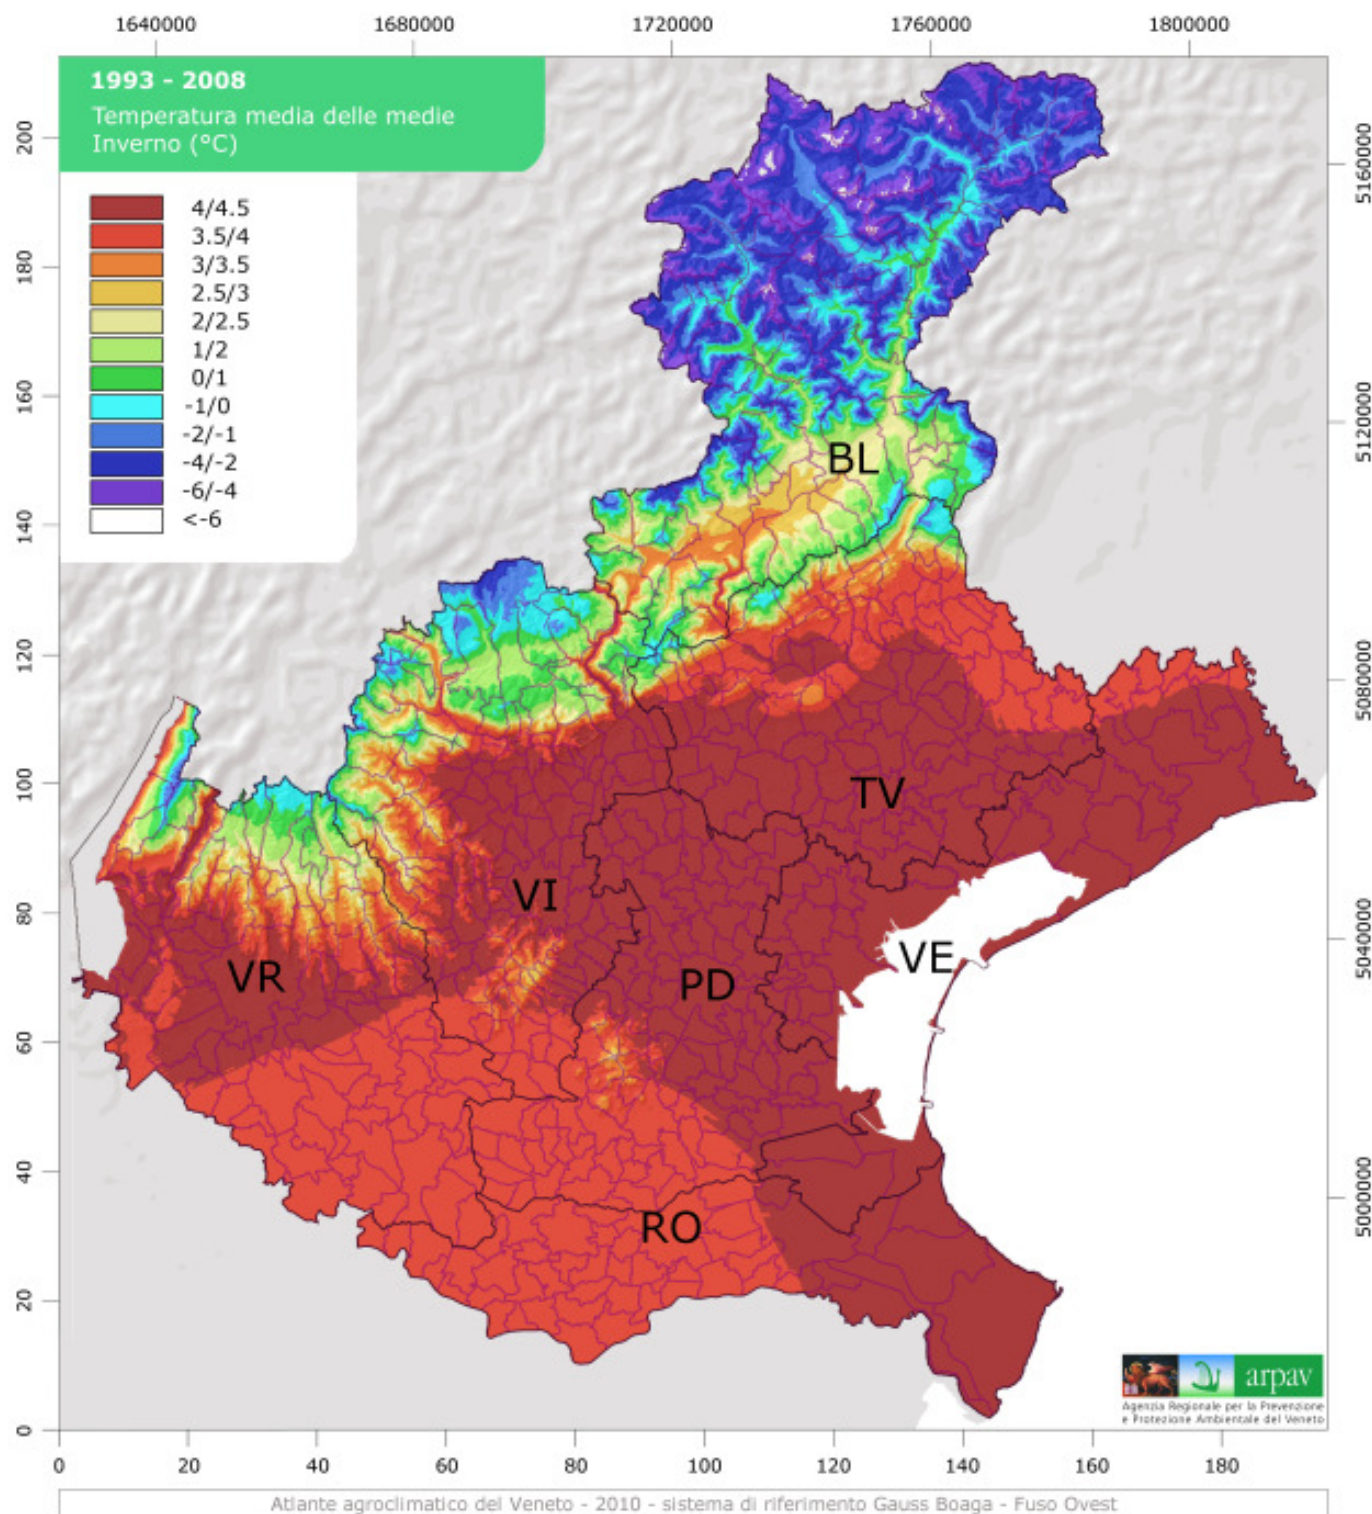 1640000 1680000 1720000 1760000 1800000
1993 - 2008
Temperatura media delle medie
Inverno (°C)
4/4.5
3.5/4
3/3.5
2.5/3
2/2.5
1/2
0/1
-1/0
-2/-1
-4/-2
-6/-4
<-6
200
180
160
140
120
100
80
60
40
20
0
5160000
5120000
5080000
5040000
5000000
BL
TV
VI
VE
VR
PD
RO
arpav
Agenzia Regionale per la Prevenzione
e Protezione Ambientale del Veneto
0 20 40 60 80 100 120 140 160 180
Atlante agroclimatico del Veneto - 2010 - sistema di riferimento Gauss Boaga - Fuso Ovest